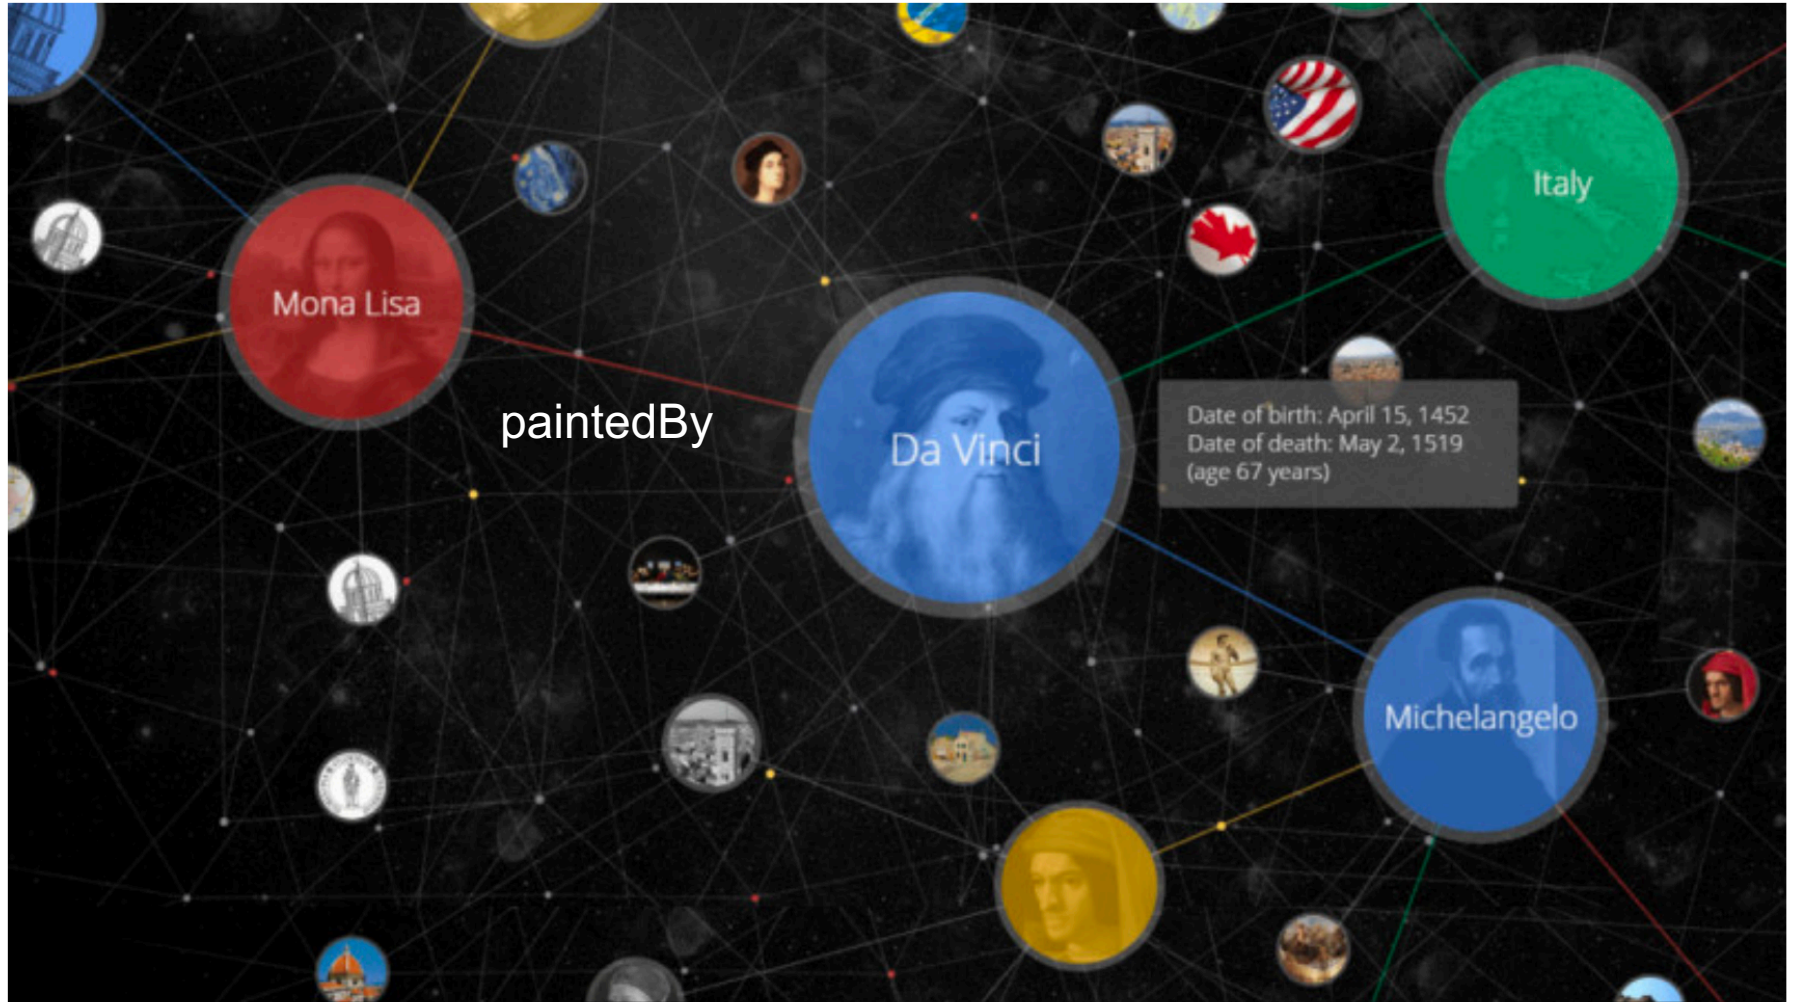 Italy
Mona Lisa
paintedBy
Da Vinci
Date of birth: April 15, 1452
Date of death: May 2, 1519
(age 67 years)
Michelangelo